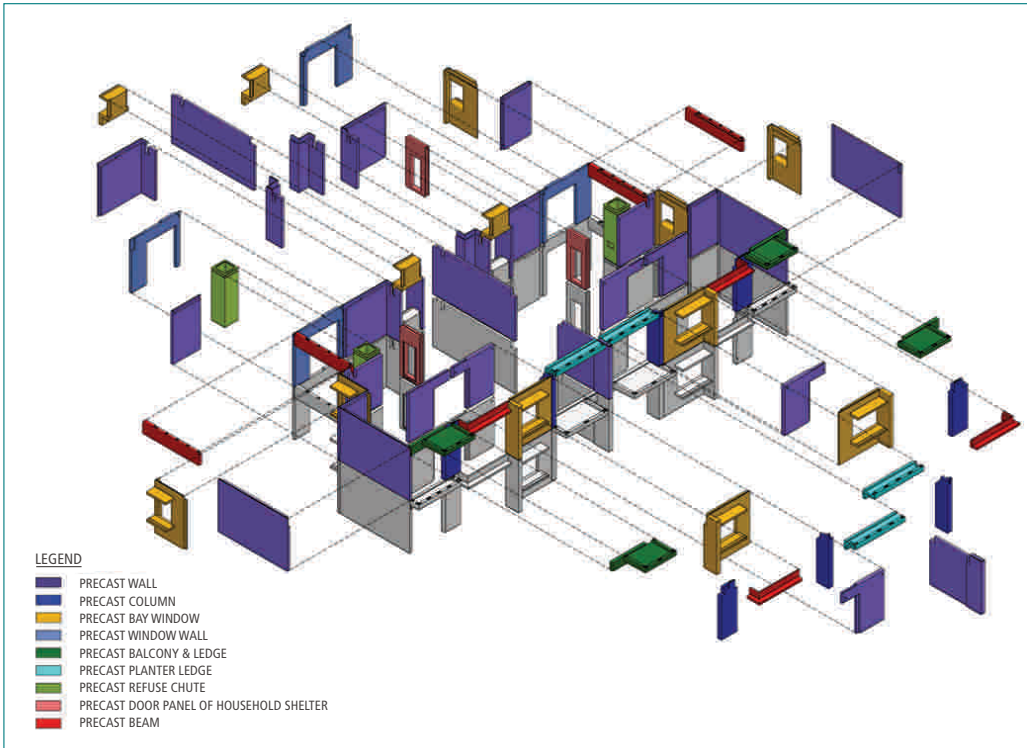 LEGEND
PRECAST WALL
PRECAST COLUMN
PRECAST BAY WINDOW
PRECAST WINDOW WALL
PRECAST BALCONY & LEDGE
PRECAST PLANTER LEDGE
PRECAST REFUSE CHUTE
PRECAST DOOR PANEL OF HOUSEHOLD SHELTER
PRECAST BEAM